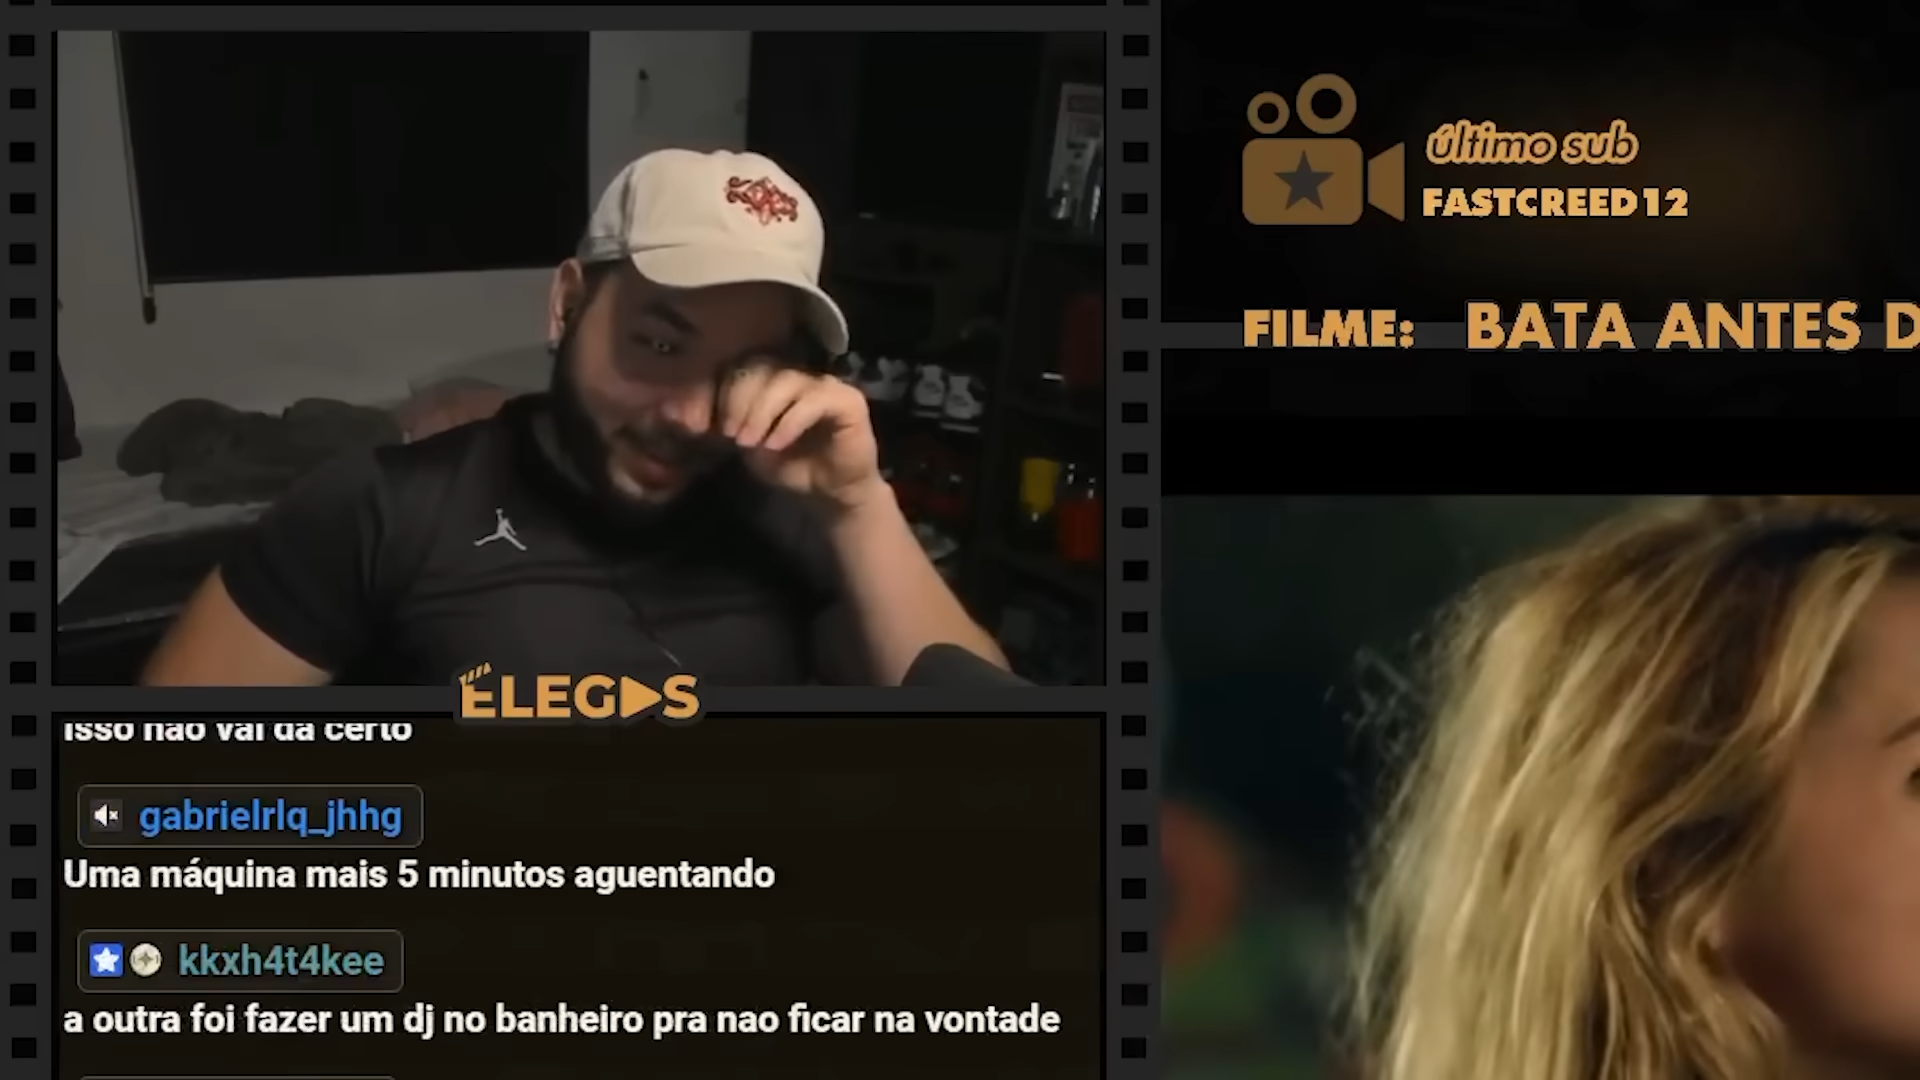 último sub
FASTCREED12
FILME: BATA ANTES D
ELEGOS
isso nao vai da certo
gabrielrlq_jhhg
Uma máquina mais 5 minutos aguentando
kkxh4t4kee
a outra foi fazer um dj no banheiro pra nao ficar na vontade